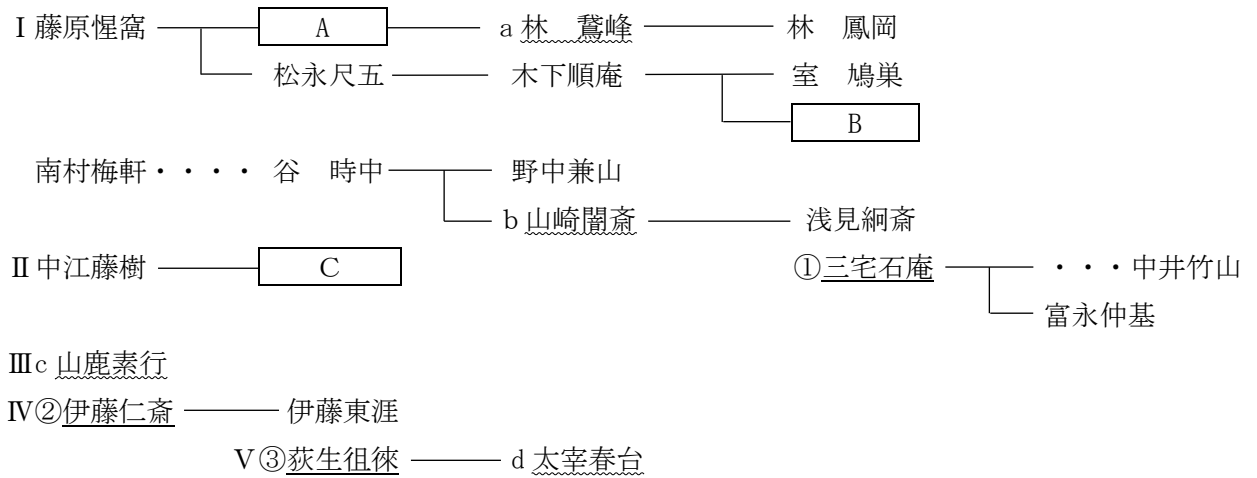 Ⅰ藤原惺窩 A a林 鵞峰 林 鳳岡
松永尺五 木下順庵 室 鳩巣
B
南村梅軒・・・・ 谷 時中 野中兼山
b山崎闇斎 浅見絅斎
Ⅱ中江藤樹 C ①三宅石庵 ・・・中井竹山
富永仲基
Ⅲc 山鹿素行
Ⅳ②伊藤仁斎 伊藤東涯
Ⅴ③荻生徂徠 d太宰春台